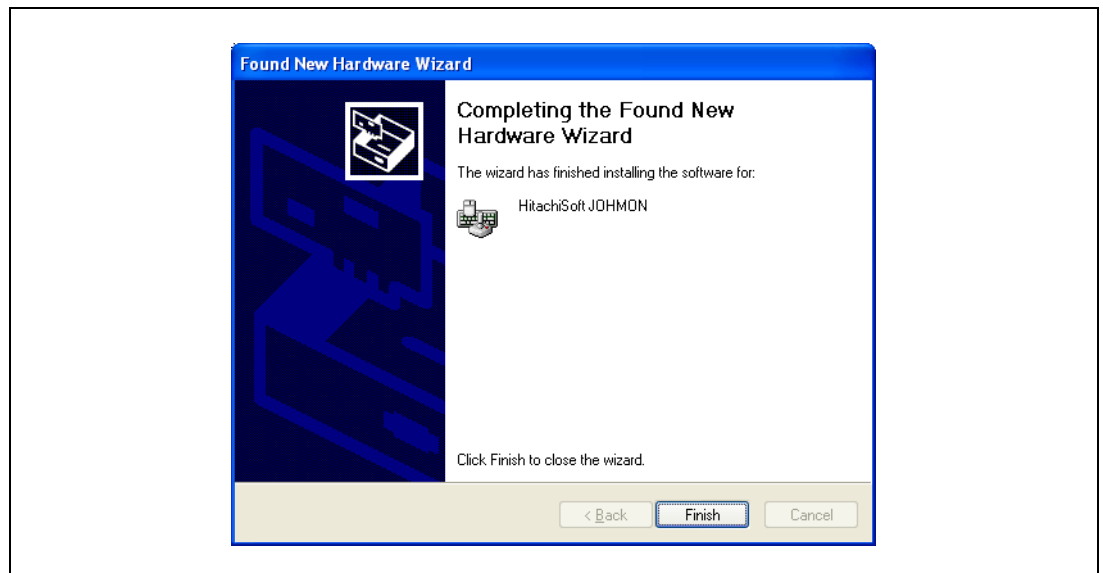 Found New Hardware Wizard
Completing the Found New
Hardware Wizard
The wizard has finished installing the software for:
HitachiSoft JOHMON
Click Finish to close the wizard.
< Back
Finish
Cancel